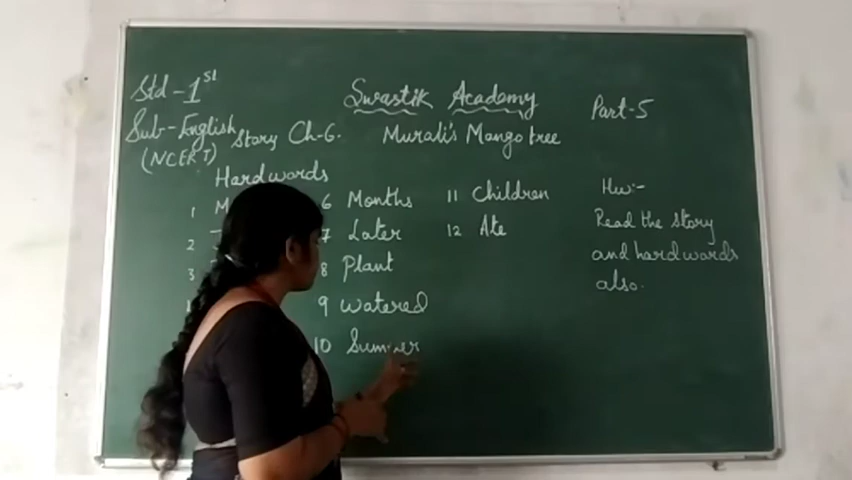 Std-1st
Swastik Academy
Part-5
Sub-English
(NCERT)
Story Ch-6.
Murali's Mango tree
Hardwords
1
2
3
6 Months
7 Later
8 Plant
9 Watered
10 Summer
11 Children
12 Ate
Hw:-
Read the story
and hardwords
also.